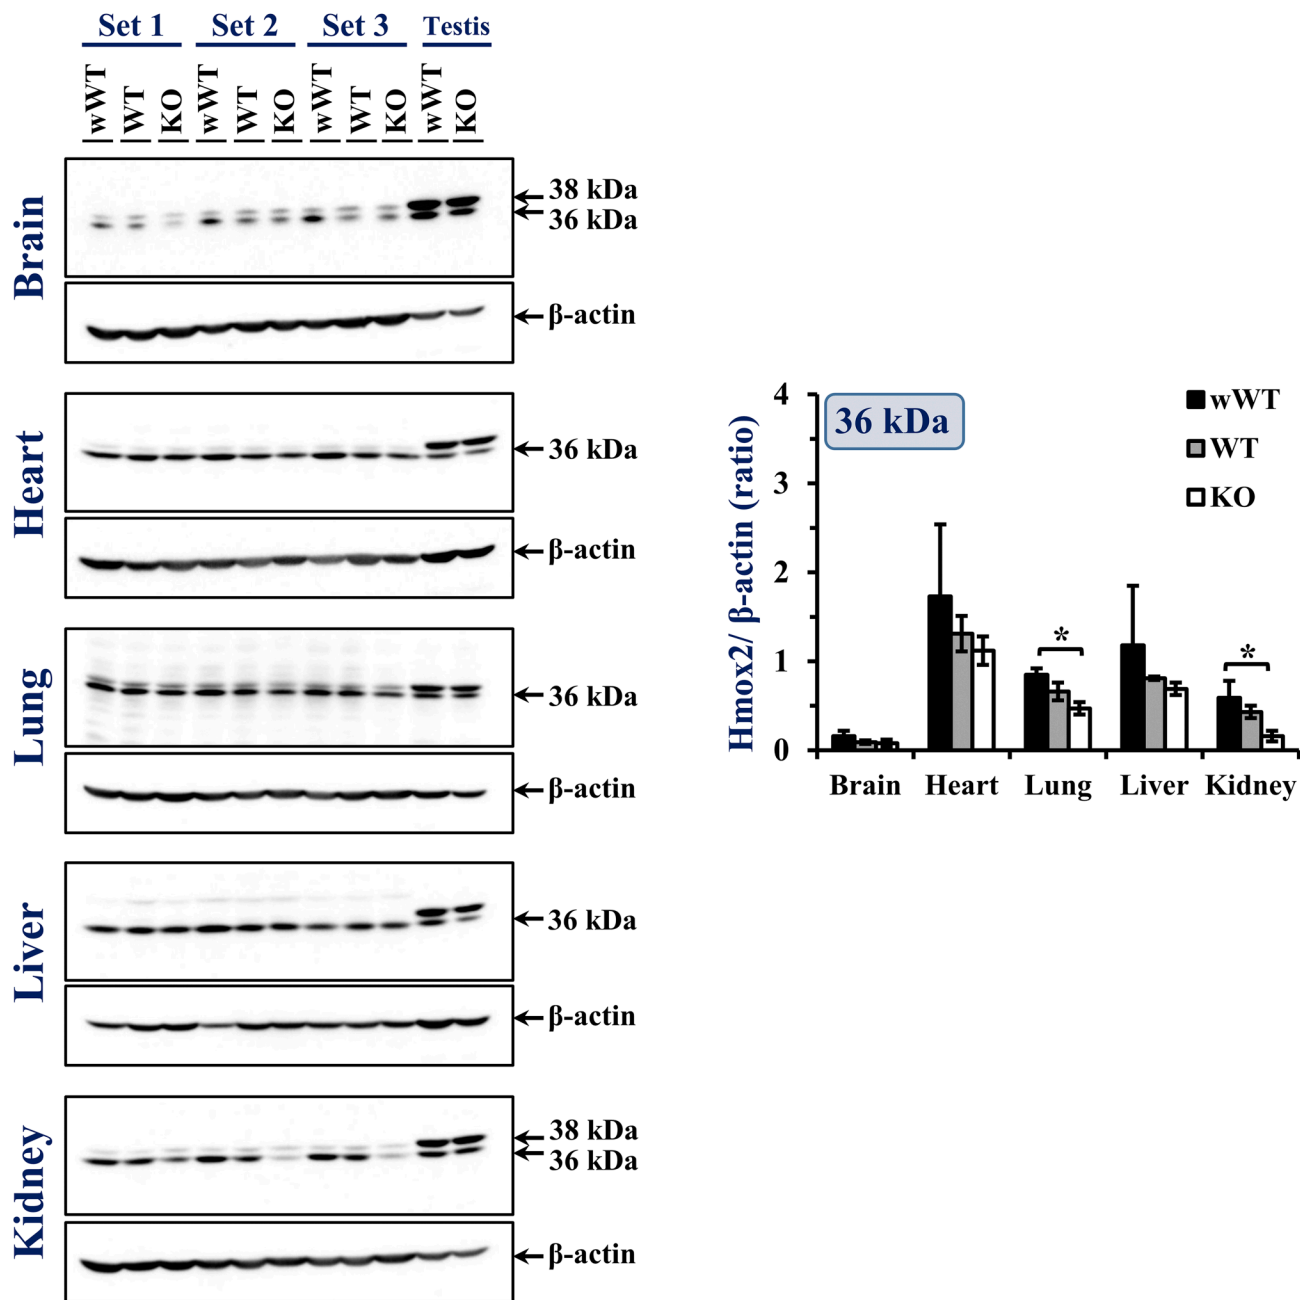 Set 1 Set 2 Set 3 Testis
wWT WT KO wWT WT KO wWT WT KO wWT KO
Brain
38 kDa
36 kDa
β-actin
Heart
36 kDa
β-actin
Lung
36 kDa
β-actin
Liver
36 kDa
β-actin
Kidney
38 kDa
36 kDa
β-actin
Hmox2/ β-actin (ratio)
36 kDa
wWT
WT
KO
4
3
2
1
0
*
*
Brain Heart Lung Liver Kidney